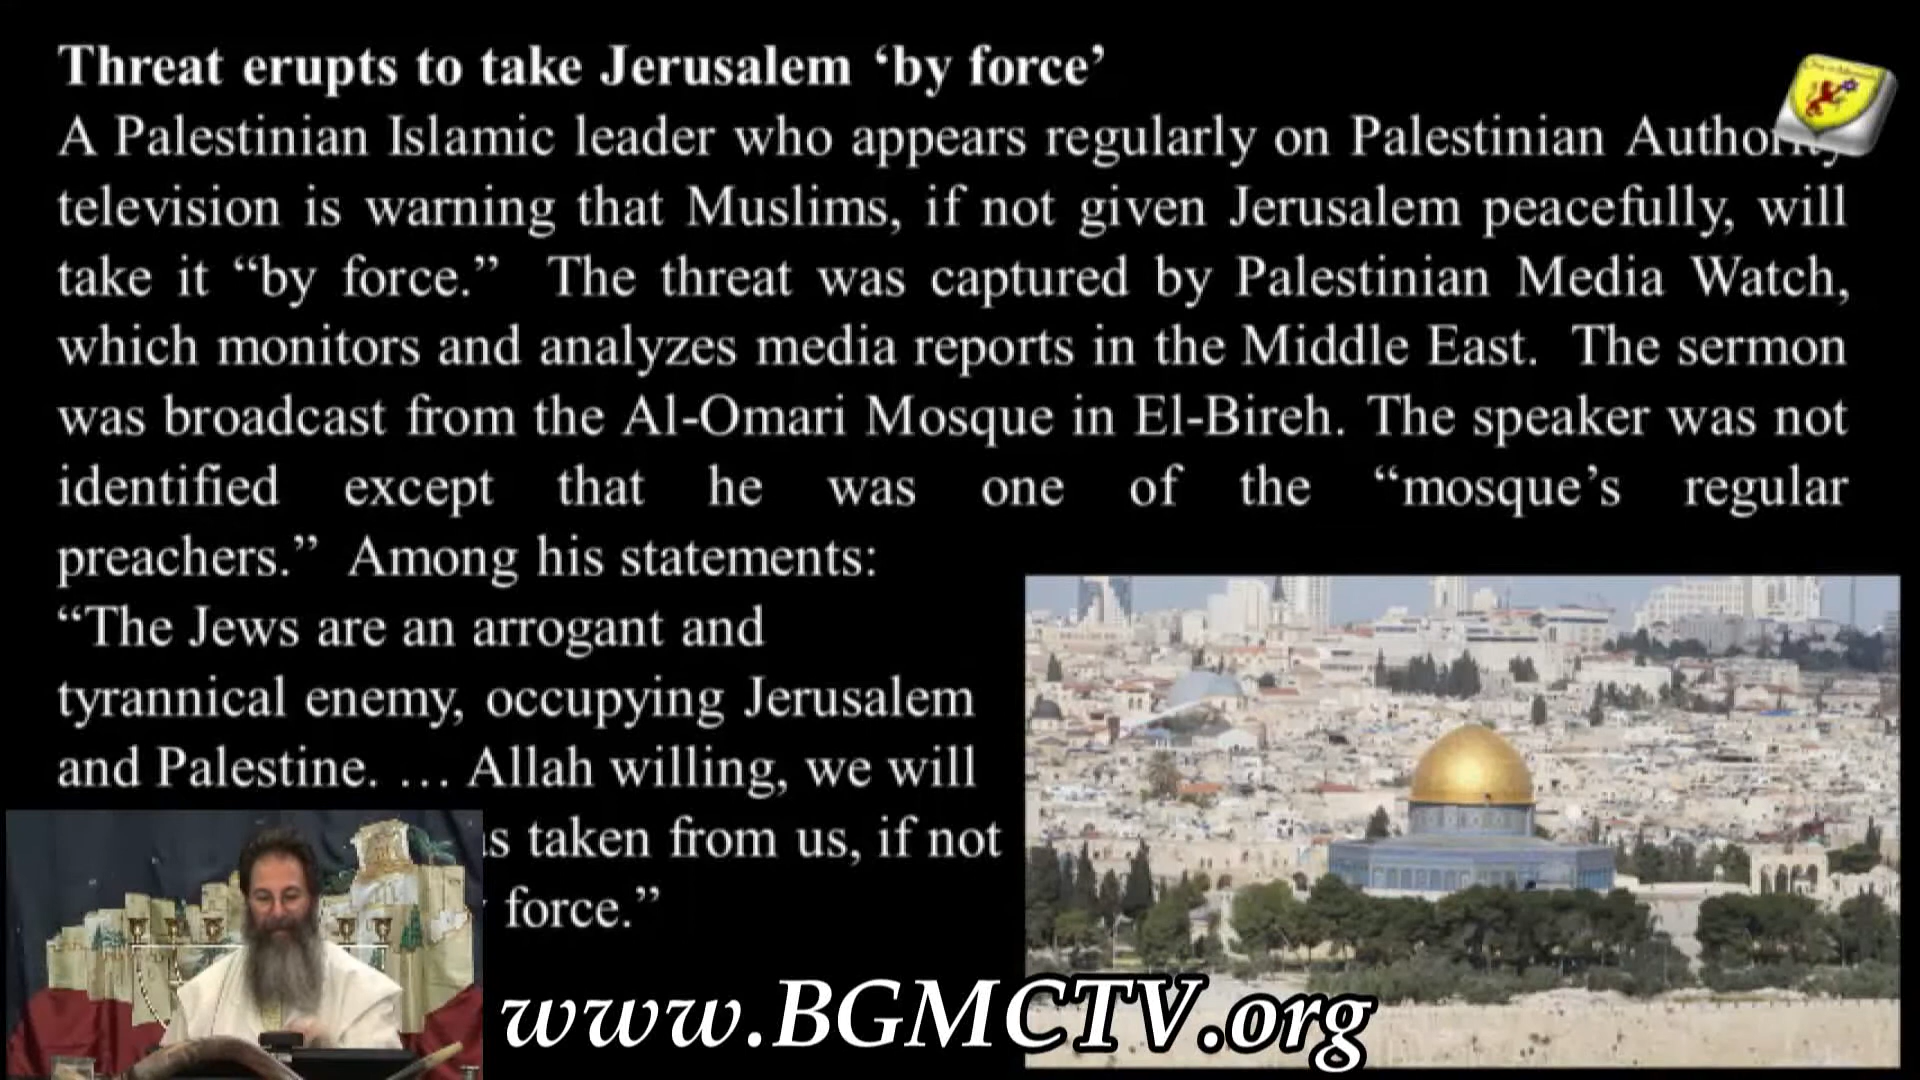 Threat erupts to take Jerusalem ‘by force’
A Palestinian Islamic leader who appears regularly on Palestinian Authority
television is warning that Muslims, if not given Jerusalem peacefully, will
take it “by force.” The threat was captured by Palestinian Media Watch,
which monitors and analyzes media reports in the Middle East. The sermon
was broadcast from the Al-Omari Mosque in El-Bireh. The speaker was not
identified except that he was one of the “mosque’s regular
preachers.” Among his statements:
“The Jews are an arrogant and
tyrannical enemy, occupying Jerusalem
and Palestine. … Allah willing, we will
taken from us, if not
force.”
www.BGMCTV.org